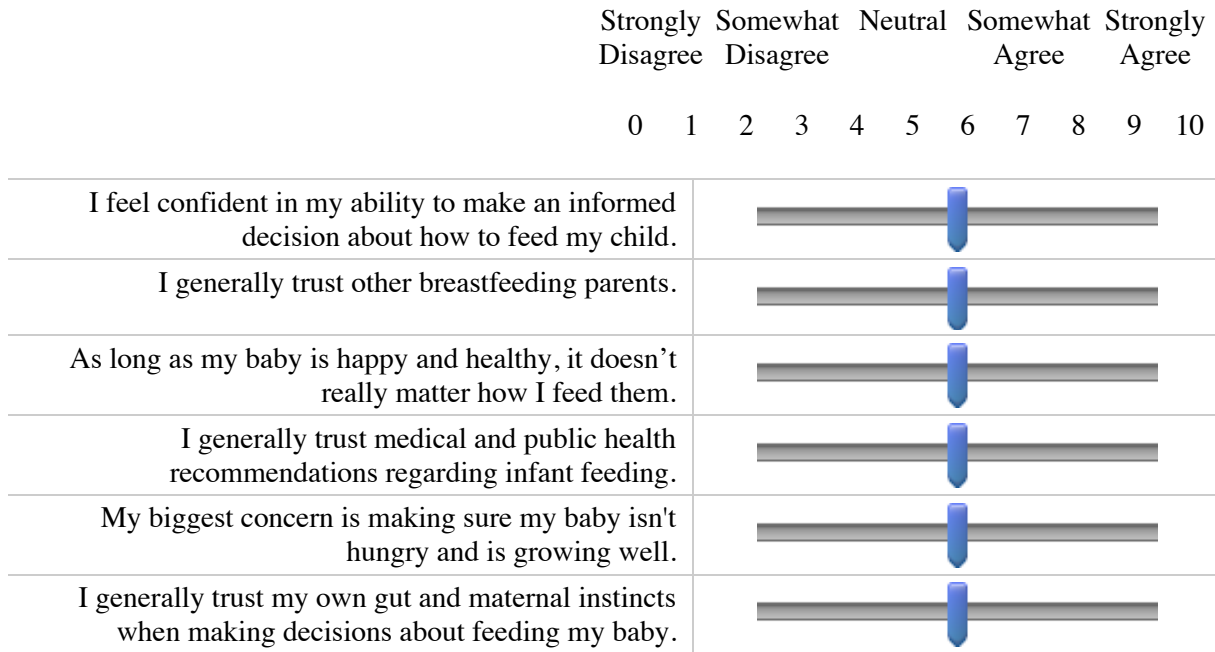 Strongly Somewhat Neutral Somewhat Strongly
Disagree Disagree Agree Agree
0 1 2 3 4 5 6 7 8 9 10
I feel confident in my ability to make an informed
decision about how to feed my child.
I generally trust other breastfeeding parents.
As long as my baby is happy and healthy, it doesn’t
really matter how I feed them.
I generally trust medical and public health
recommendations regarding infant feeding.
My biggest concern is making sure my baby isn't
hungry and is growing well.
I generally trust my own gut and maternal instincts
when making decisions about feeding my baby.